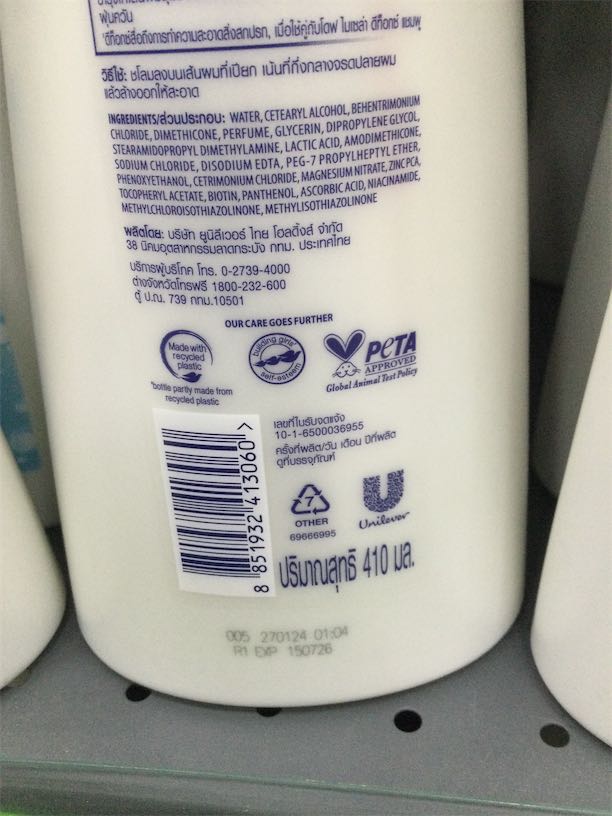 ฝุ่นควัน
*ดีท็อกซ์สื่อถึงการทำความสะอาดสิ่งสกปรก, เมื่อใช้คู่กับโดฟ ไมเซล่า ดีท็อกซ์ แชมพู
วิธีใช้: ชโลมลงบนเส้นผมที่เปียก เน้นที่กึ่งกลางจรดปลายผม
แล้วล้างออกให้สะอาด
INGREDIENTS/ส่วนประกอบ: WATER, CETEARYL ALCOHOL, BEHENTRIMONIUM
CHLORIDE, DIMETHICONE, PERFUME, GLYCERIN, DIPROPYLENE GLYCOL,
STEARAMIDOPROPYL DIMETHYLAMINE, LACTIC ACID, AMODIMETHICONE,
SODIUM CHLORIDE, DISODIUM EDTA, PEG-7 PROPYLHEPTYL ETHER,
PHENOXYETHANOL, CETRIMONIUM CHLORIDE, MAGNESIUM NITRATE, ZINC PCA,
TOCOPHERYL ACETATE, BIOTIN, PANTHENOL, ASCORBIC ACID, NIACINAMIDE,
METHYLCHLOROISOTHIAZOLINONE, METHYLISOTHIAZOLINONE
ผลิตโดย: บริษัท ยูนิลีเวอร์ ไทย โฮลดิ้งส์ จำกัด
38 นิคมอุตสาหกรรมลาดกระบัง กทม. ประเทศไทย
บริการผู้บริโภค โทร. 0-2739-4000
ต่างจังหวัดโทรฟรี 1800-232-600
ตู้ ป.ณ. 739 กทม.10501
OUR CARE GOES FURTHER
Made with
recycled
plastic
*bottle partly made from
recycled plastic
building girls'
self-esteem
PETA
APPROVED
Global Animal Test Policy
เลขที่ใบรับจดแจ้ง
10-1-6500036955
ครั้งที่ผลิต/วัน เดือน ปีที่ผลิต
ดูที่บรรจุภัณฑ์
7
OTHER
69666995
Unilever
8 851932 413060 >
ปริมาณสุทธิ 410 มล.
005 270124 01:04
R1 EXP 150726